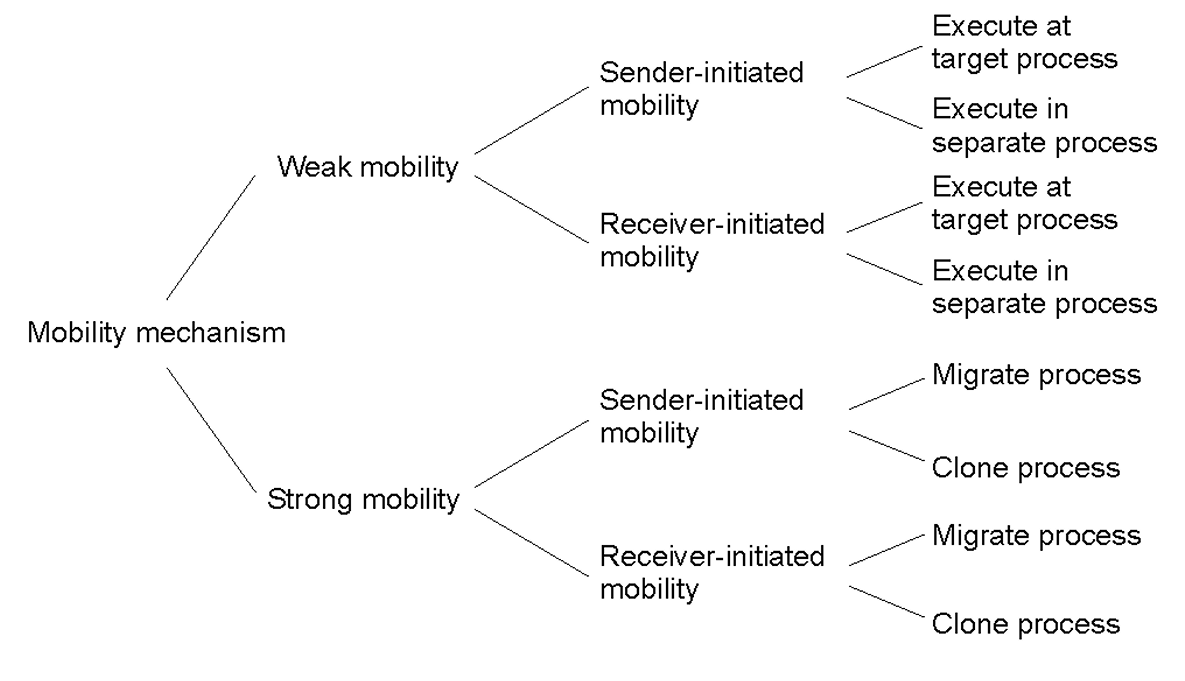 Execute at
target process
Sender-initiated
mobility
Execute in
separate process
Weak mobility
Execute at
target process
Receiver-initiated
mobility
Execute in
separate process
Mobility mechanism
Migrate process
Sender-initiated
mobility
Clone process
Strong mobility
Migrate process
Receiver-initiated
mobility
Clone process